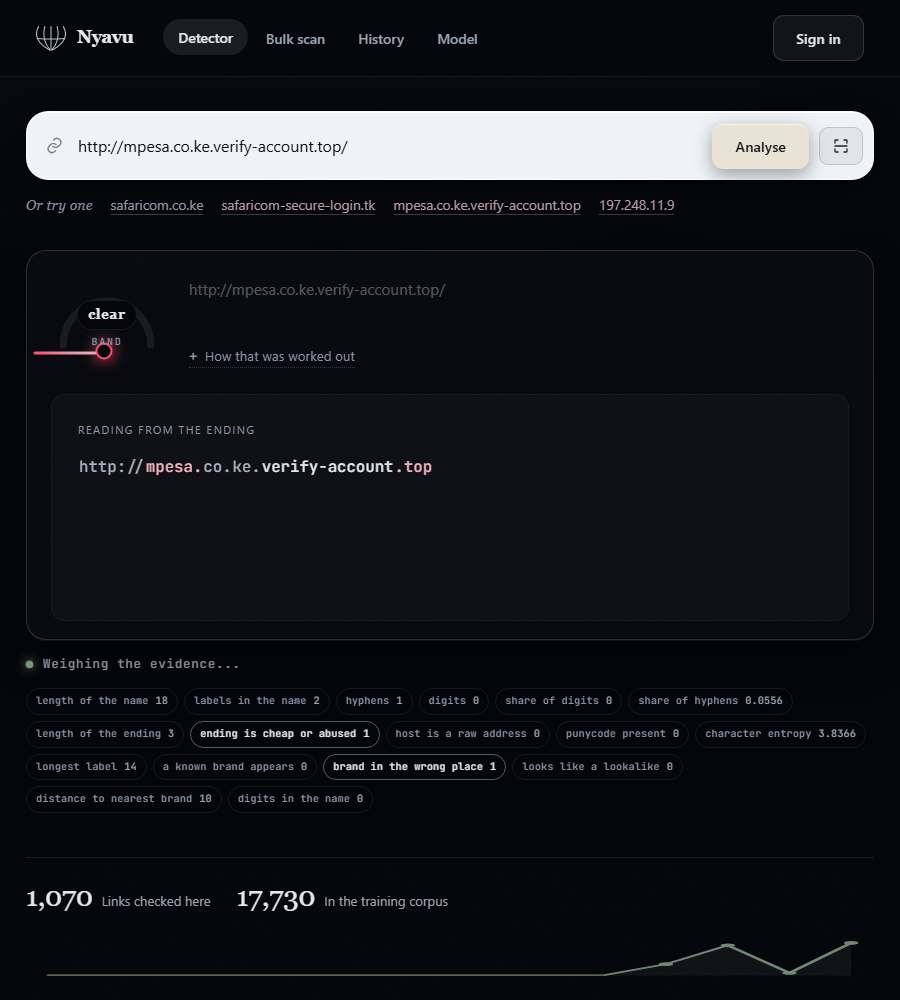 Nyavu Detector Bulk scan History Model Sign in
http://mpesa.co.ke.verify-account.top/ Analyse
Or try one safaricom.co.ke safaricom-secure-login.tk mpesa.co.ke.verify-account.top 197.248.11.9
http://mpesa.co.ke.verify-account.top/
clear
BAND
+ How that was worked out
READING FROM THE ENDING
http://mpesa.co.ke.verify-account.top
Weighing the evidence...
length of the name 18 labels in the name 2 hyphens 1 digits 0 share of digits 0 share of hyphens 0.0556
length of the ending 3 ending is cheap or abused 1 host is a raw address 0 punycode present 0 character entropy 3.8366
longest label 14 a known brand appears 0 brand in the wrong place 1 looks like a lookalike 0
distance to nearest brand 10 digits in the name 0
1,070 Links checked here 17,730 In the training corpus